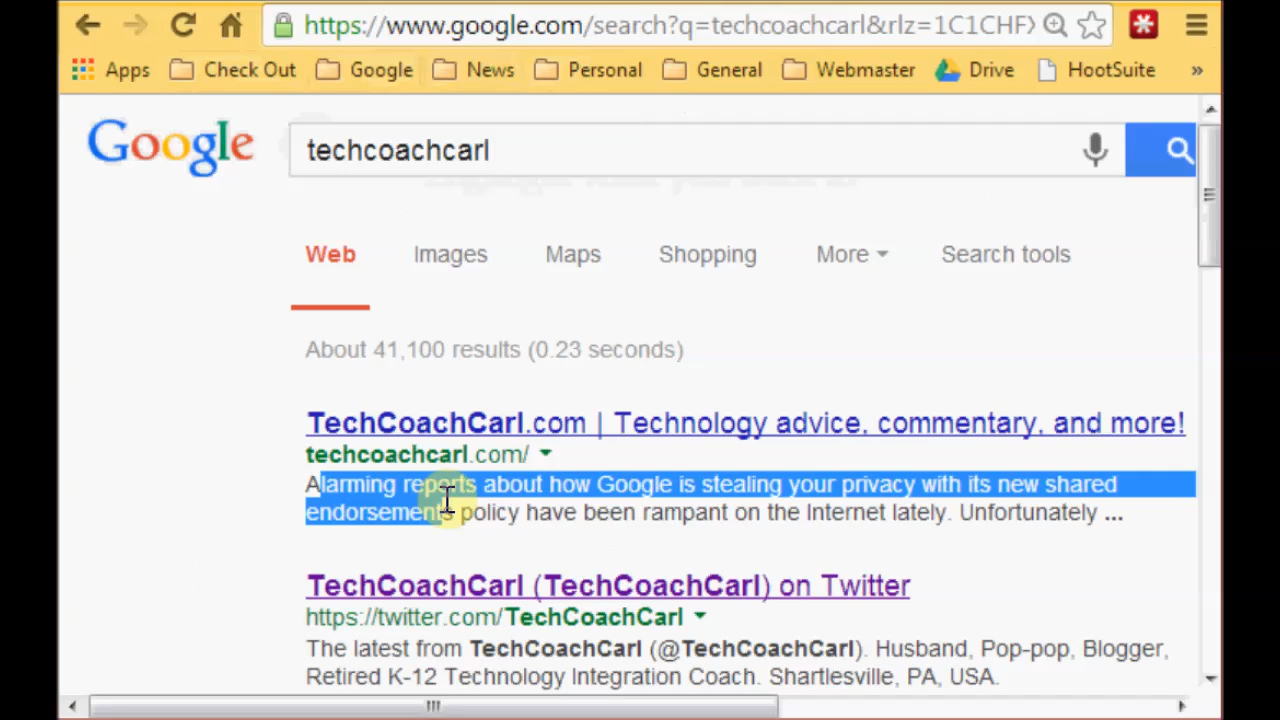 https://www.google.com/search?q=techcoachcarl&rlz=1C1CHFX
Apps Check Out Google News Personal General Webmaster Drive HootSuite »
Google techcoachcarl
Web Images Maps Shopping More Search tools
About 41,100 results (0.23 seconds)
TechCoachCarl.com | Technology advice, commentary, and more!
techcoachcarl.com/
Alarming reports about how Google is stealing your privacy with its new shared
endorsements policy have been rampant on the Internet lately. Unfortunately ...
TechCoachCarl (TechCoachCarl) on Twitter
https://twitter.com/TechCoachCarl
The latest from TechCoachCarl (@TechCoachCarl). Husband, Pop-pop, Blogger,
Retired K-12 Technology Integration Coach. Shartlesville, PA, USA.